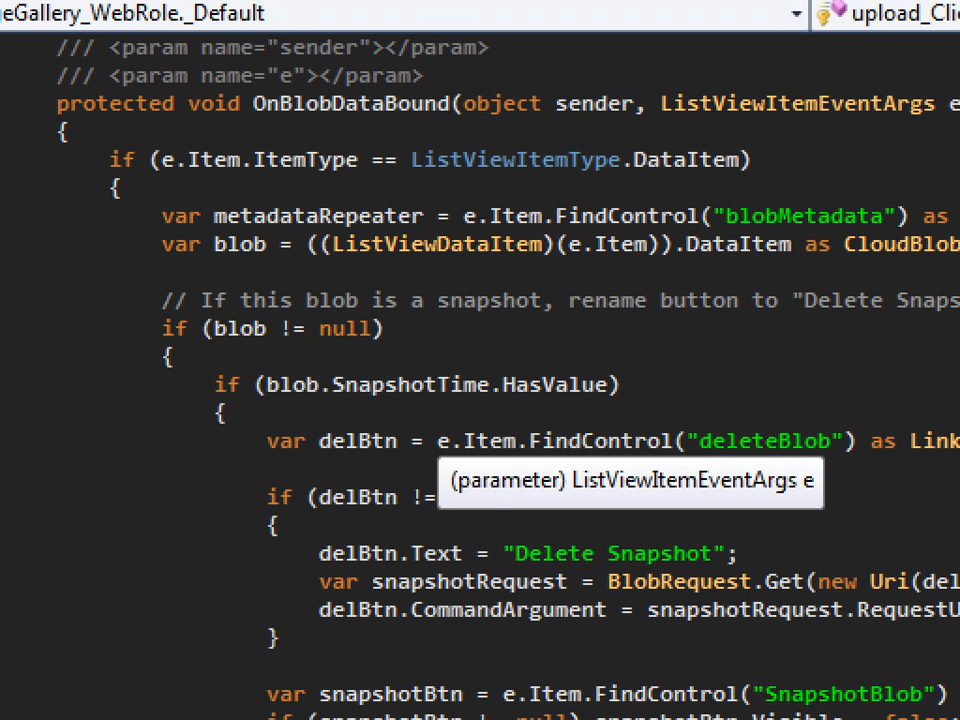 geGallery_WebRole._Default upload_Cli
/// <param name="sender"></param>
/// <param name="e"></param>
protected void OnBlobDataBound(object sender, ListViewItemEventArgs e
{
if (e.Item.ItemType == ListViewItemType.DataItem)
{
var metadataRepeater = e.Item.FindControl("blobMetadata") as
var blob = ((ListViewDataItem)(e.Item)).DataItem as CloudBlob
// If this blob is a snapshot, rename button to "Delete Snaps
if (blob != null)
{
if (blob.SnapshotTime.HasValue)
{
var delBtn = e.Item.FindControl("deleteBlob") as Link
(parameter) ListViewItemEventArgs e
if (delBtn !=
{
delBtn.Text = "Delete Snapshot";
var snapshotRequest = BlobRequest.Get(new Uri(del
delBtn.CommandArgument = snapshotRequest.RequestU
}
var snapshotBtn = e.Item.FindControl("SnapshotBlob")